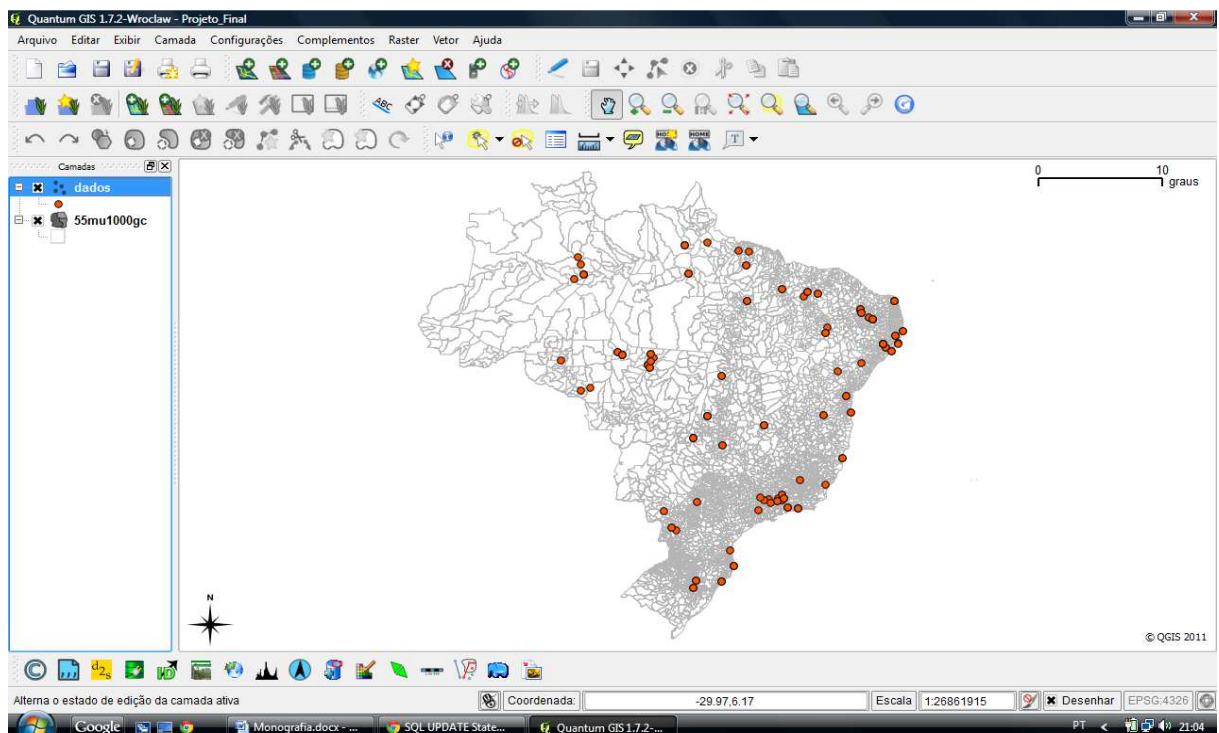 Quantum GIS 1.7.2-Wroclaw - Projeto_Final
Arquivo Editar Exibir Camada Configurações Complementos Raster Vetor Ajuda
Camadas
dados
55mu1000gc
0 10
graus
N
© QGIS 2011
Alterna o estado de edição da camada ativa
Coordenada:
-29.97,6.17
Escala
1:26861915
Desenhar
EPSG:4326
Google
Monografia.docx - ...
SQL UPDATE State...
Quantum GIS 1.7.2-...
PT
21:04